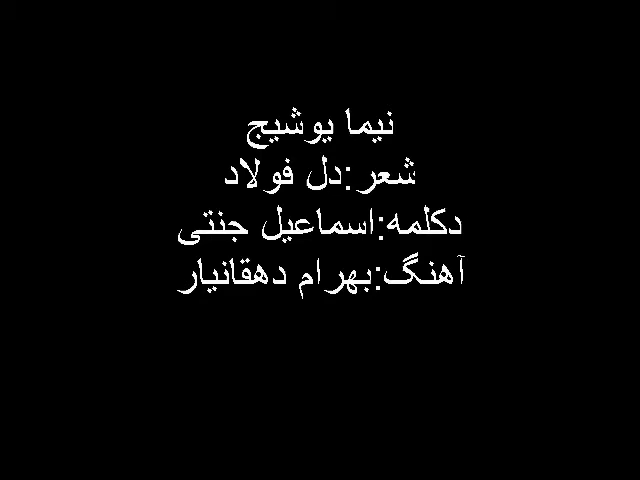 نیما یوشیج
شعر:دل فولاد
دکلمه:اسماعیل جنتی
آهنگ:بهرام دهقانیار